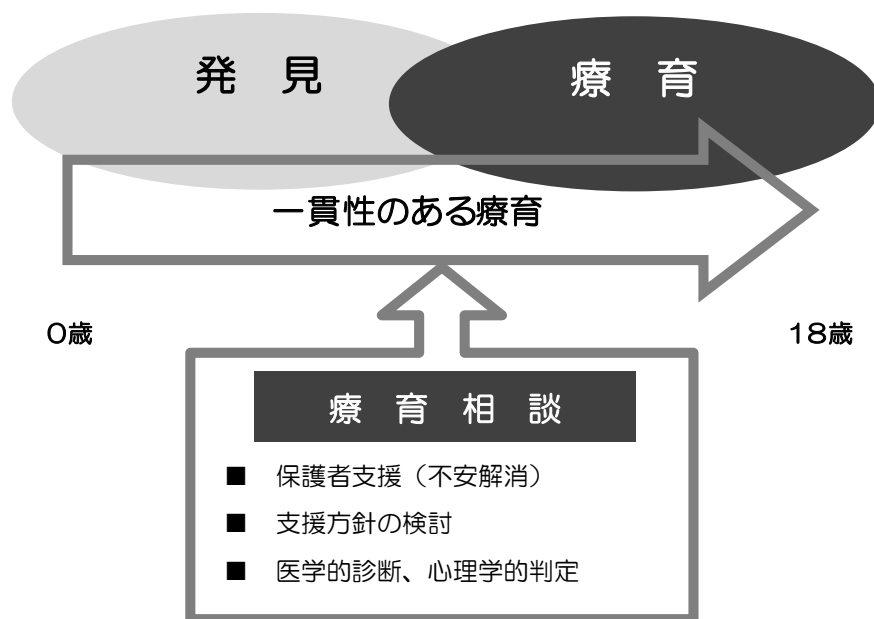 発 見
療 育
一貫性のある療育
0歳
18歳
療 育 相 談
■ 保護者支援（不安解消）
■ 支援方針の検討
■ 医学的診断、心理学的判定